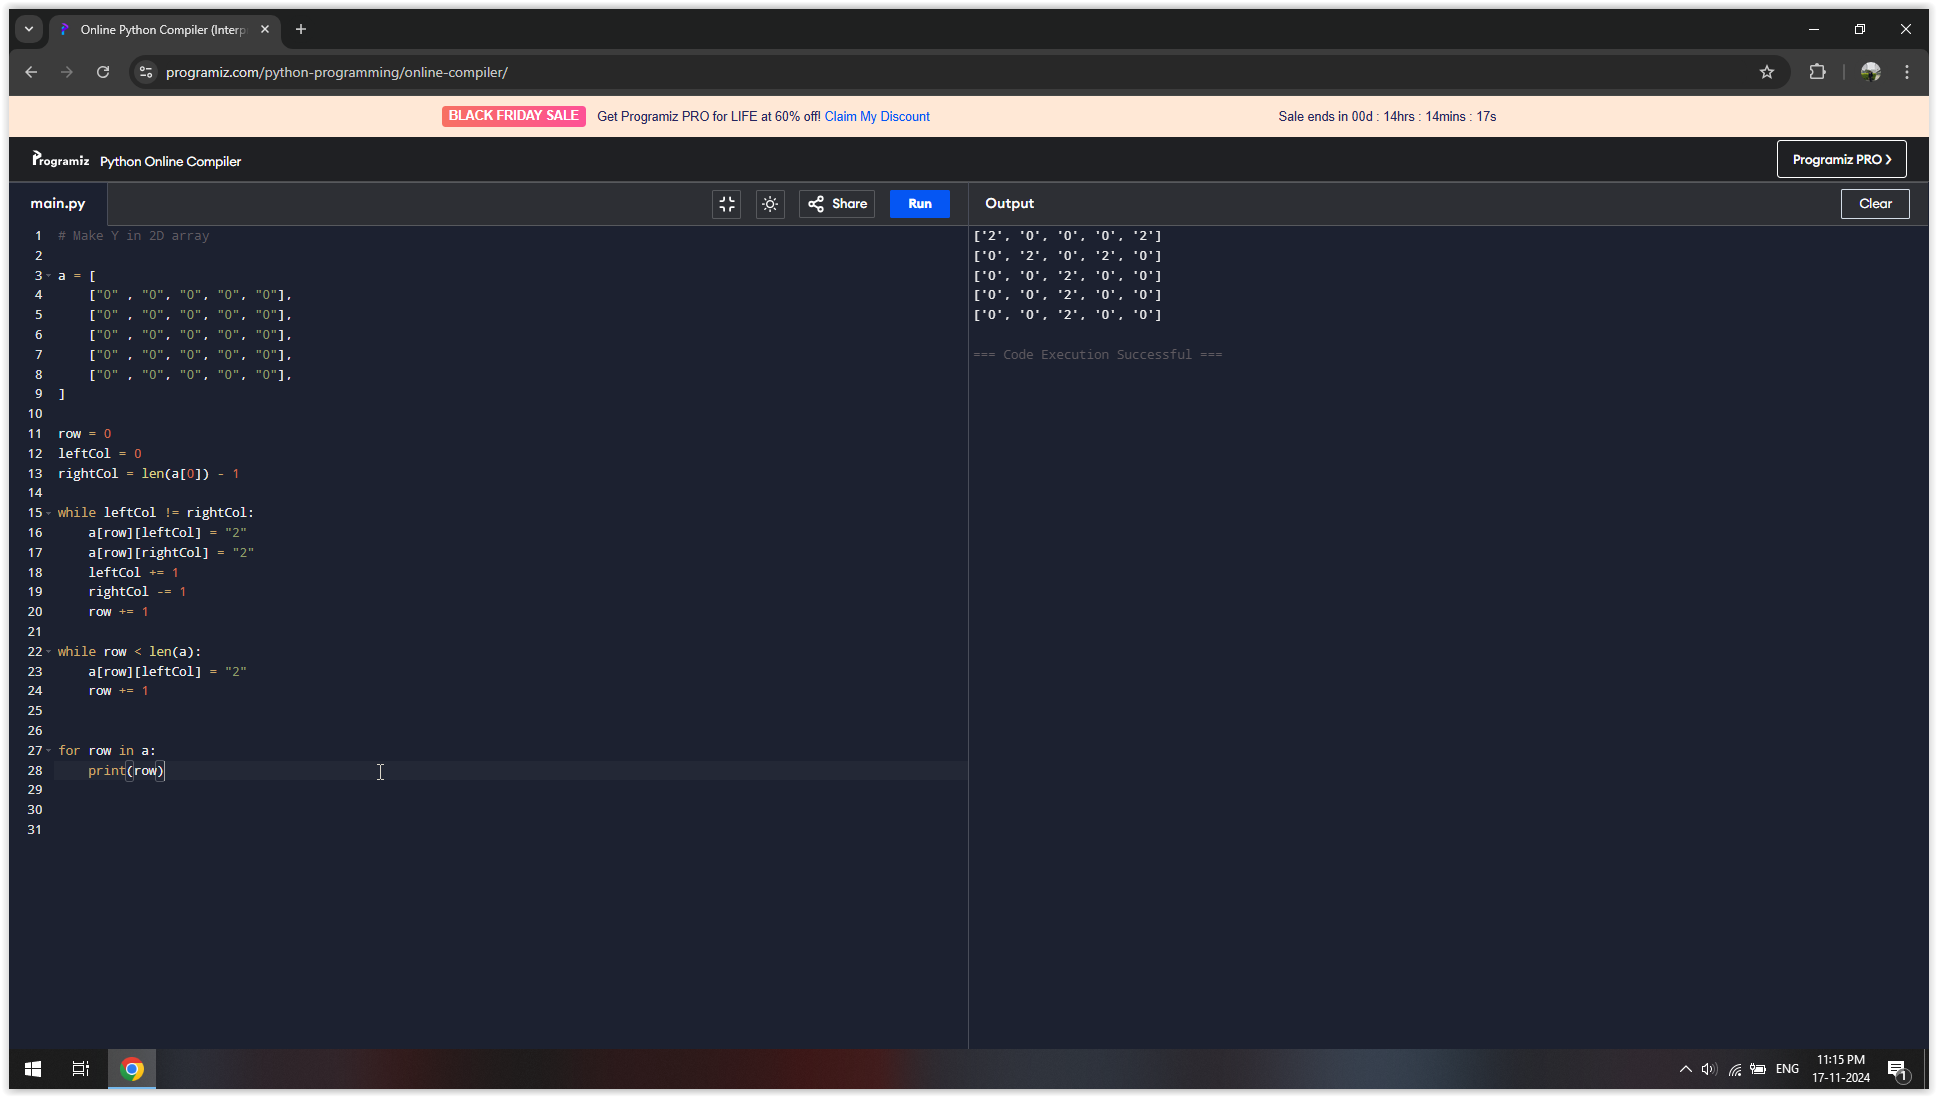 Online Python Compiler (Interp
programiz.com/python-programming/online-compiler/
BLACK FRIDAY SALE Get Programiz PRO for LIFE at 60% off! Claim My Discount Sale ends in 00d : 14hrs : 14mins : 17s
Programiz Python Online Compiler Programiz PRO
main.py Share Run Output Clear
1 # Make Y in 2D array
2
3 a = [
4     ["0" , "0", "0", "0", "0"],
5     ["0" , "0", "0", "0", "0"],
6     ["0" , "0", "0", "0", "0"],
7     ["0" , "0", "0", "0", "0"],
8     ["0" , "0", "0", "0", "0"],
9 ]
10
11 row = 0
12 leftCol = 0
13 rightCol = len(a[0]) - 1
14
15 while leftCol != rightCol:
16     a[row][leftCol] = "2"
17     a[row][rightCol] = "2"
18     leftCol += 1
19     rightCol -= 1
20     row += 1
21
22 while row < len(a):
23     a[row][leftCol] = "2"
24     row += 1
25
26
27 for row in a:
28     print(row)
29
30
31
['2', '0', '0', '0', '2']
['0', '2', '0', '2', '0']
['0', '0', '2', '0', '0']
['0', '0', '2', '0', '0']
['0', '0', '2', '0', '0']
=== Code Execution Successful ===
ENG
11:15 PM
17-11-2024
1